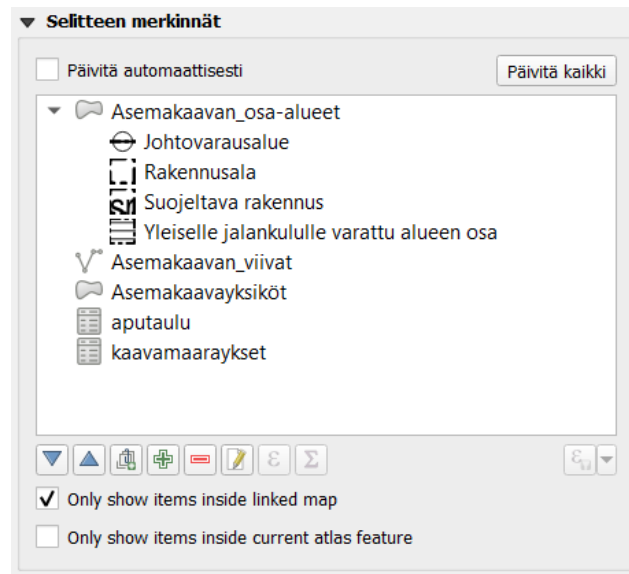 Selitteen merkinnät
Päivitä automaattisesti
Päivitä kaikki
Asemakaavan_osa-alueet
Johtovarausalue
Rakennusala
Suojeltava rakennus
Yleiselle jalankululle varattu alueen osa
Asemakaavan_viivat
Asemakaavayksiköt
aputaulu
kaavamaaraykset
Only show items inside linked map
Only show items inside current atlas feature